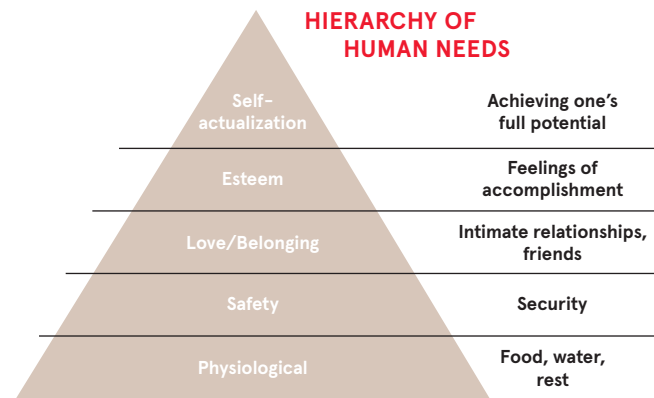 HIERARCHY OF
HUMAN NEEDS
Self-
actualization
Achieving one's
full potential
Esteem
Feelings of
accomplishment
Love/Belonging
Intimate relationships,
friends
Safety
Security
Physiological
Food, water,
rest